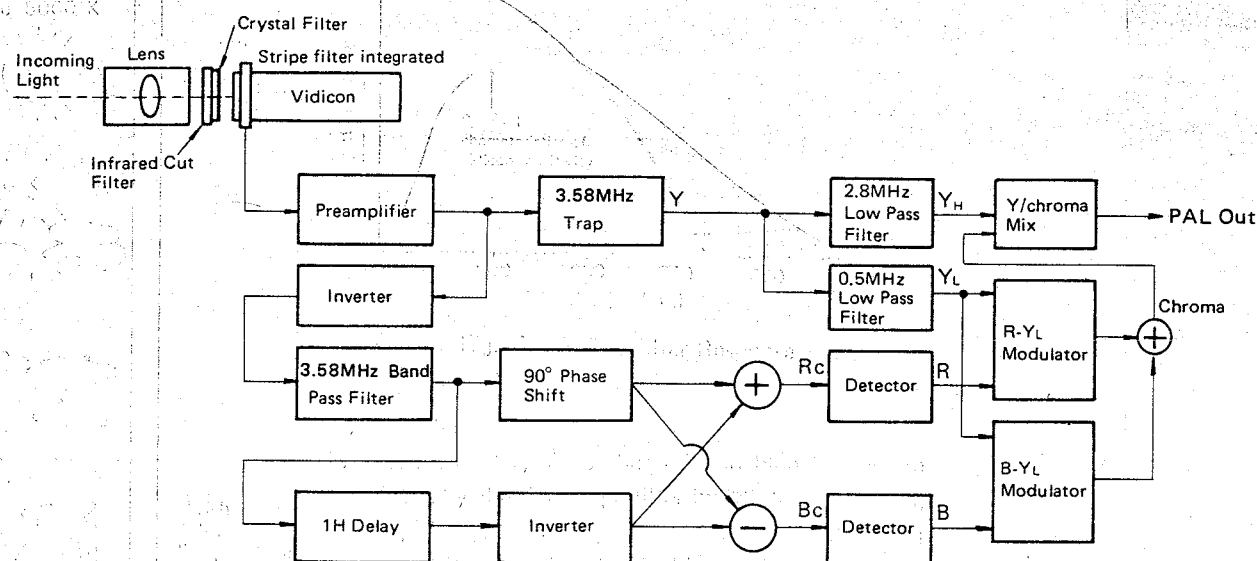 Crystal Filter
Lens
Stripe filter integrated
Incoming
Light
Vidicon
Infrared Cut
Filter
Preamplifier
3.58MHz
Trap
Y
2.8MHz
Low Pass
Filter
YH
Y/chroma
Mix
PAL Out
Inverter
0.5MHz
Low Pass
Filter
YL
Chroma
R-YL
Modulator
+
3.58MHz Band
Pass Filter
90° Phase
Shift
+
Rc
Detector
R
B-YL
Modulator
1H Delay
Inverter
−
Bc
Detector
B